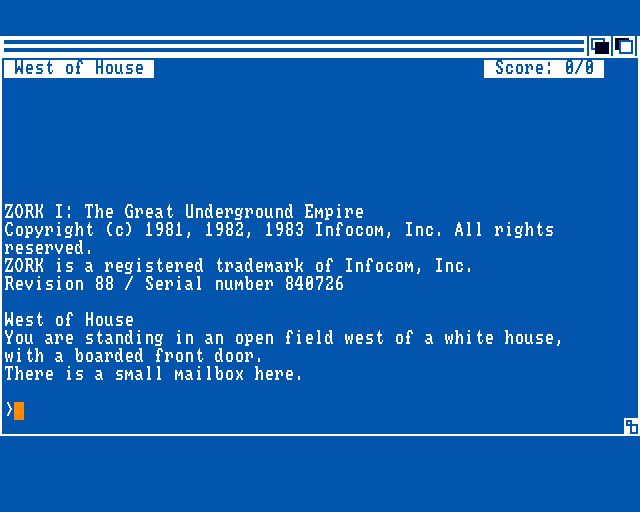 West of House Score: 0/0
ZORK I: The Great Underground Empire
Copyright (c) 1981, 1982, 1983 Infocom, Inc. All rights
reserved.
ZORK is a registered trademark of Infocom, Inc.
Revision 88 / Serial number 840726
West of House
You are standing in an open field west of a white house,
with a boarded front door.
There is a small mailbox here.
>